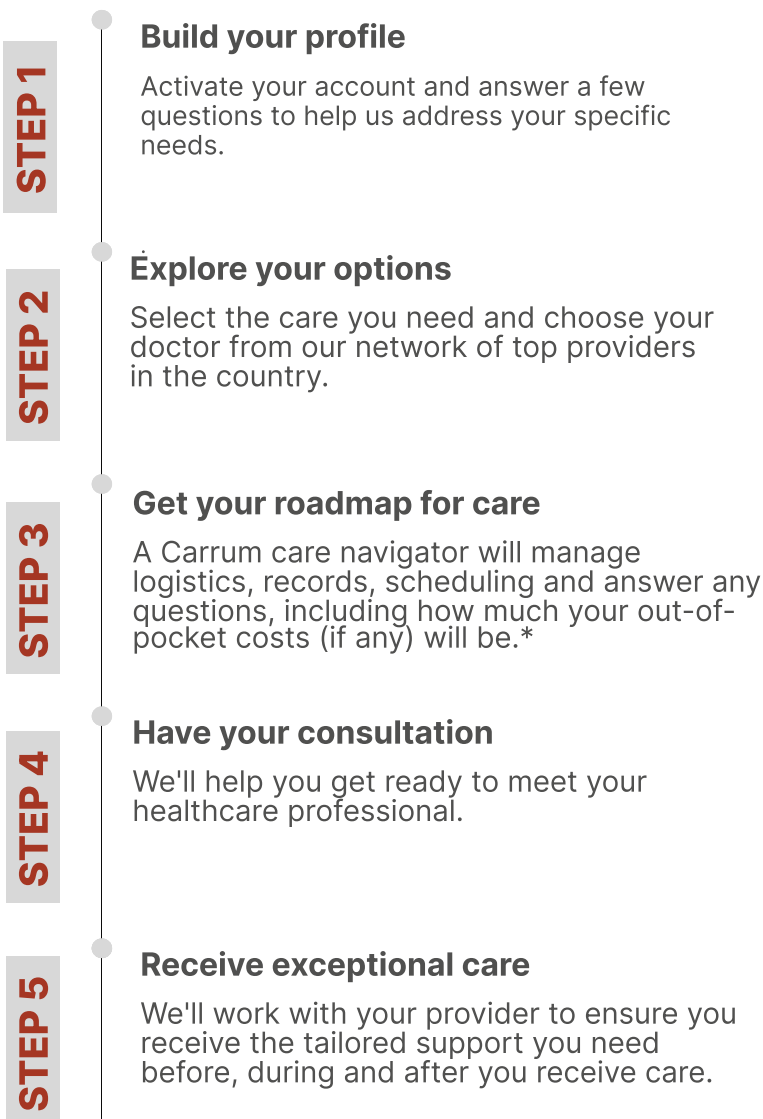 STEP 1
Build your profile
Activate your account and answer a few
questions to help us address your specific
needs.
STEP 2
Explore your options
Select the care you need and choose your
doctor from our network of top providers
in the country.
STEP 3
Get your roadmap for care
A Carrum care navigator will manage
logistics, records, scheduling and answer any
questions, including how much your out-of-
pocket costs (if any) will be.*
STEP 4
Have your consultation
We'll help you get ready to meet your
healthcare professional.
STEP 5
Receive exceptional care
We'll work with your provider to ensure you
receive the tailored support you need
before, during and after you receive care.